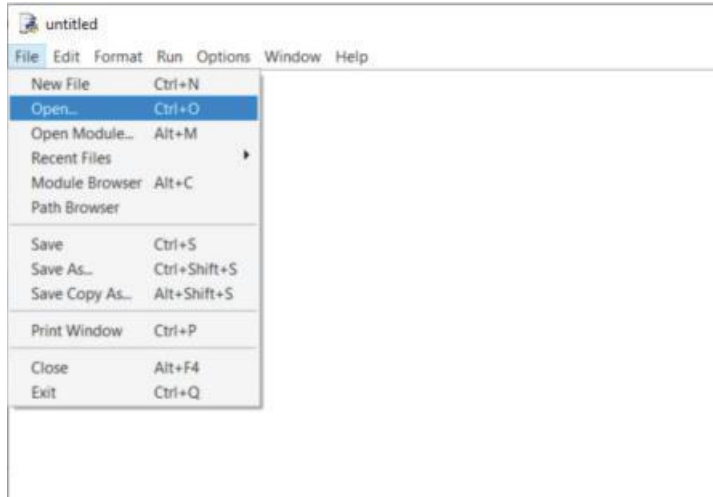 untitled
File Edit Format Run Options Window Help
New File Ctrl+N
Open... Ctrl+O
Open Module... Alt+M
Recent Files
Module Browser Alt+C
Path Browser
Save Ctrl+S
Save As... Ctrl+Shift+S
Save Copy As... Alt+Shift+S
Print Window Ctrl+P
Close Alt+F4
Exit Ctrl+Q